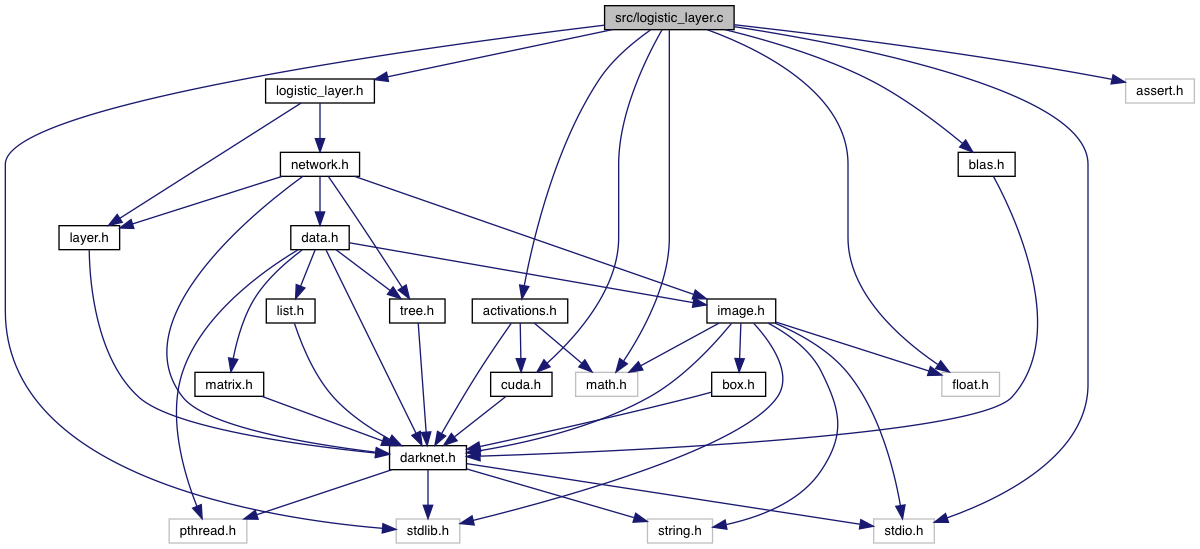 src/logistic_layer.c
logistic_layer.h
assert.h
network.h
blas.h
layer.h
data.h
list.h
tree.h
activations.h
image.h
matrix.h
cuda.h
math.h
box.h
float.h
darknet.h
pthread.h
stdlib.h
string.h
stdio.h